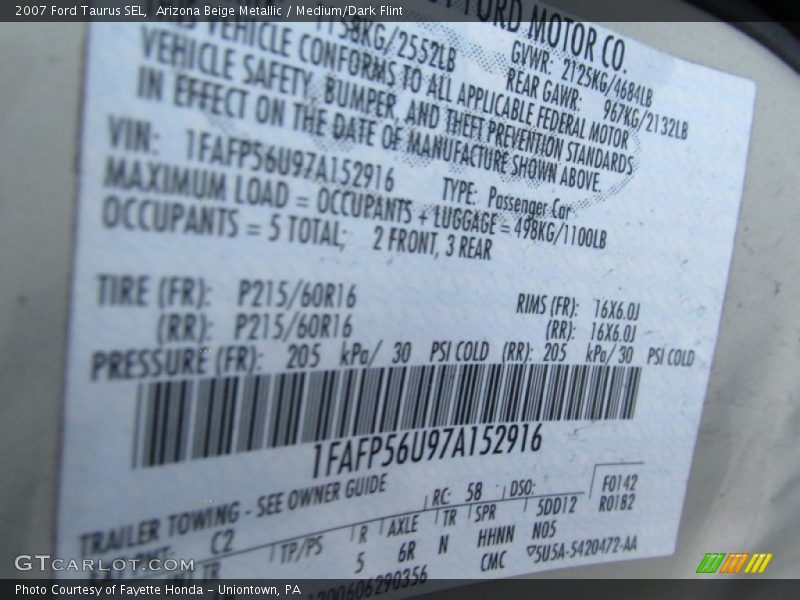 2007 Ford Taurus SEL, Arizona Beige Metallic / Medium/Dark Flint
FORD MOTOR CO.
GVWR: 2125KG/4684LB
1158KG/2552LB REAR GAWR: 967KG/2132LB
VEHICLE CONFORMS TO ALL APPLICABLE FEDERAL MOTOR
VEHICLE SAFETY, BUMPER, AND THEFT PREVENTION STANDARDS
IN EFFECT ON THE DATE OF MANUFACTURE SHOWN ABOVE.
VIN: 1FAFP56U97A152916 TYPE: Passenger Car
MAXIMUM LOAD = OCCUPANTS + LUGGAGE = 498KG/1100LB
OCCUPANTS = 5 TOTAL; 2 FRONT, 3 REAR
TIRE (FR): P215/60R16 RIMS (FR): 16X6.0J
(RR): P215/60R16 (RR): 16X6.0J
PRESSURE (FR): 205 kPa/ 30 PSI COLD (RR): 205 kPa/ 30 PSI COLD
1FAFP56U97A152916
TRAILER TOWING - SEE OWNER GUIDE RC: 58 DSO: F0142
C2 TP/PS R AXLE TR SPR 5DD12 R0182
TR 5 6R N HHNN N05
CMC ▽5U5A-5420472-AA
200606290356
GTCarLot.com
Photo Courtesy of Fayette Honda - Uniontown, PA